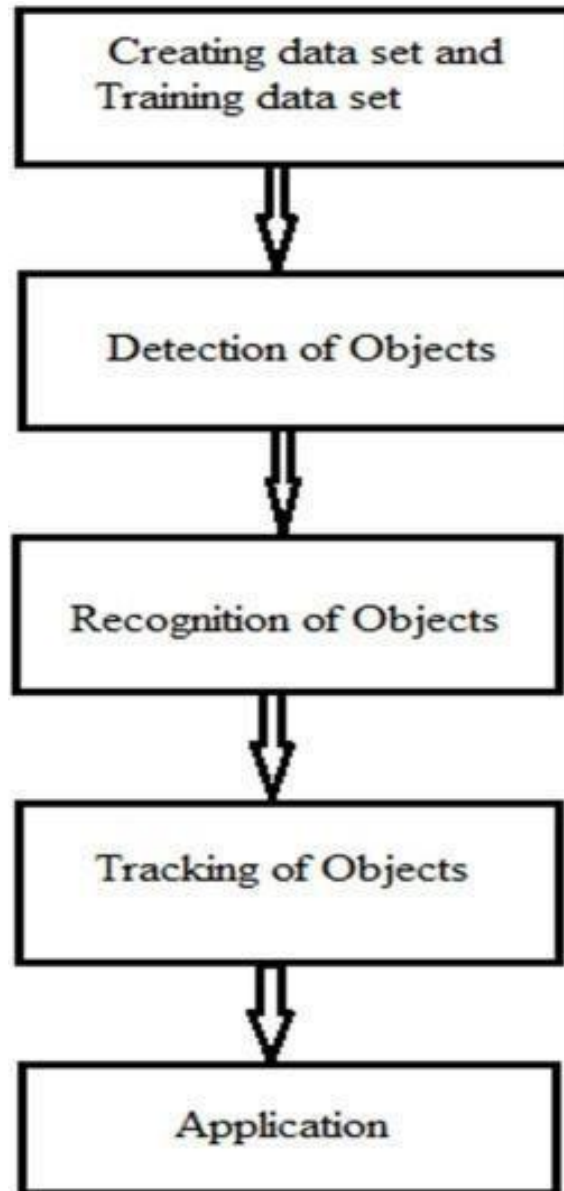 Creating data set and
Training data set
Detection of Objects
Recognition of Objects
Tracking of Objects
Application